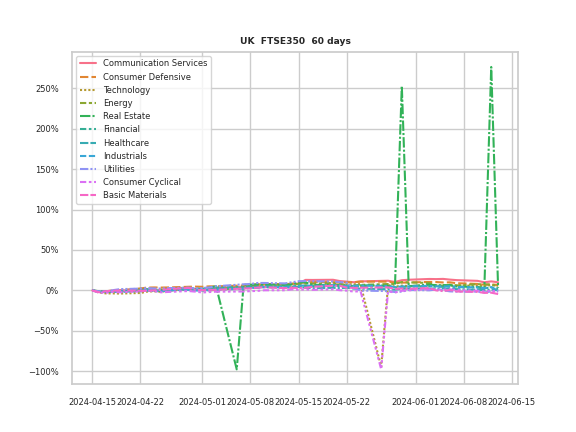 UK  FTSE350  60 days
Communication Services
Consumer Defensive
Technology
Energy
Real Estate
Financial
Healthcare
Industrials
Utilities
Consumer Cyclical
Basic Materials
250%
200%
150%
100%
50%
0%
−50%
−100%
2024-04-15
2024-04-22
2024-05-01
2024-05-08
2024-05-15
2024-05-22
2024-06-01
2024-06-08
2024-06-15